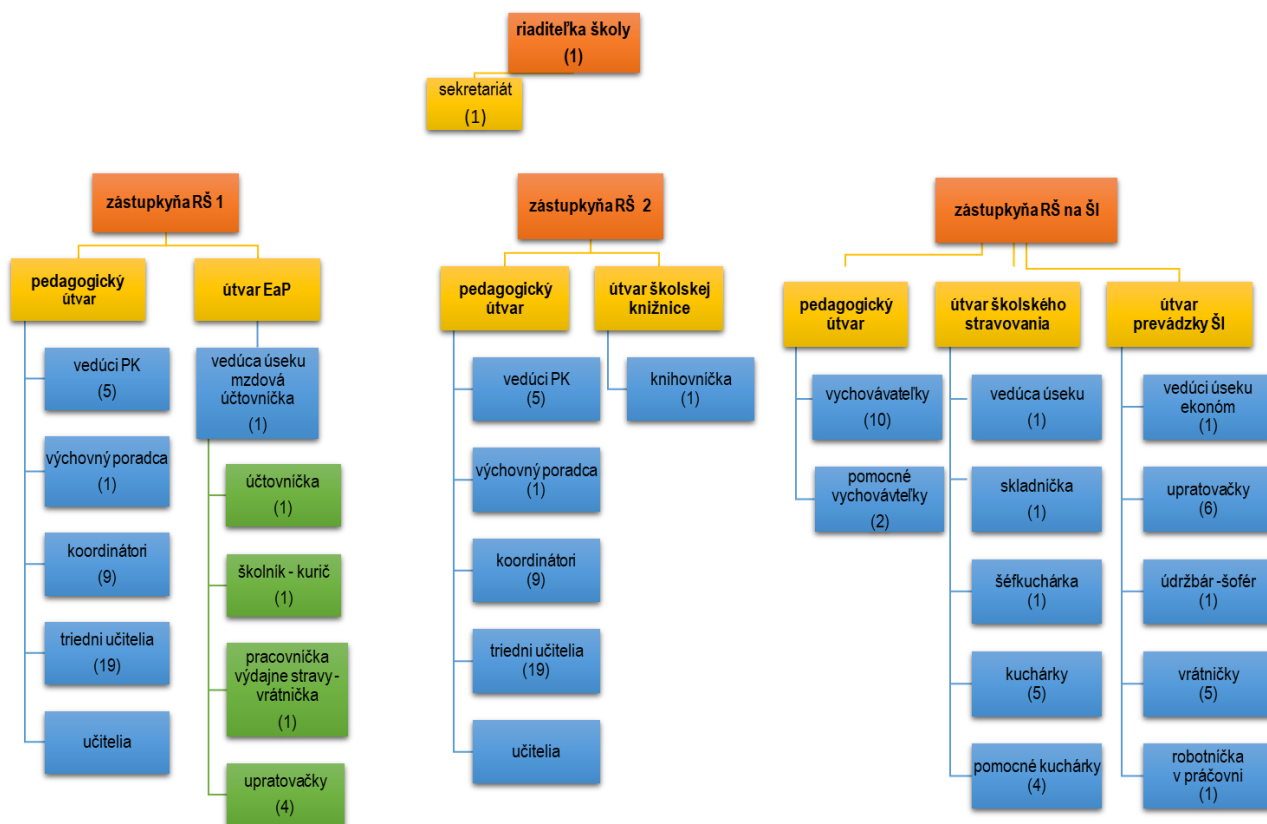 riaditeľka školy
(1)
sekretariát
(1)
zástupkyňa RŠ 1
pedagogický
útvar
vedúci PK
(5)
výchovný poradca
(1)
koordinátori
(9)
triedni učitelia
(19)
učitelia
útvar EaP
vedúca úseku
mzdová
účtovníčka
(1)
účtovníčka
(1)
školník - kurič
(1)
pracovníčka
výdajne stravy -
vrátnička
(1)
upratovačky
(4)
zástupkyňa RŠ 2
pedagogický
útvar
vedúci PK
(5)
výchovný poradca
(1)
koordinátori
(9)
triedni učitelia
(19)
učitelia
útvar školskej
knižnice
knihovníčka
(1)
zástupkyňa RŠ na ŠI
pedagogický
útvar
vychovávateľky
(10)
pomocné
vychovávteľky
(2)
útvar školského
stravovania
vedúca úseku
(1)
skladníčka
(1)
šéfkuchárka
(1)
kuchárky
(5)
pomocné kuchárky
(4)
útvar
prevádzky ŠI
vedúci úseku
ekonóm
(1)
upratovačky
(6)
údržbár -šofér
(1)
vrátničky
(5)
robotníčka
v práčovni
(1)